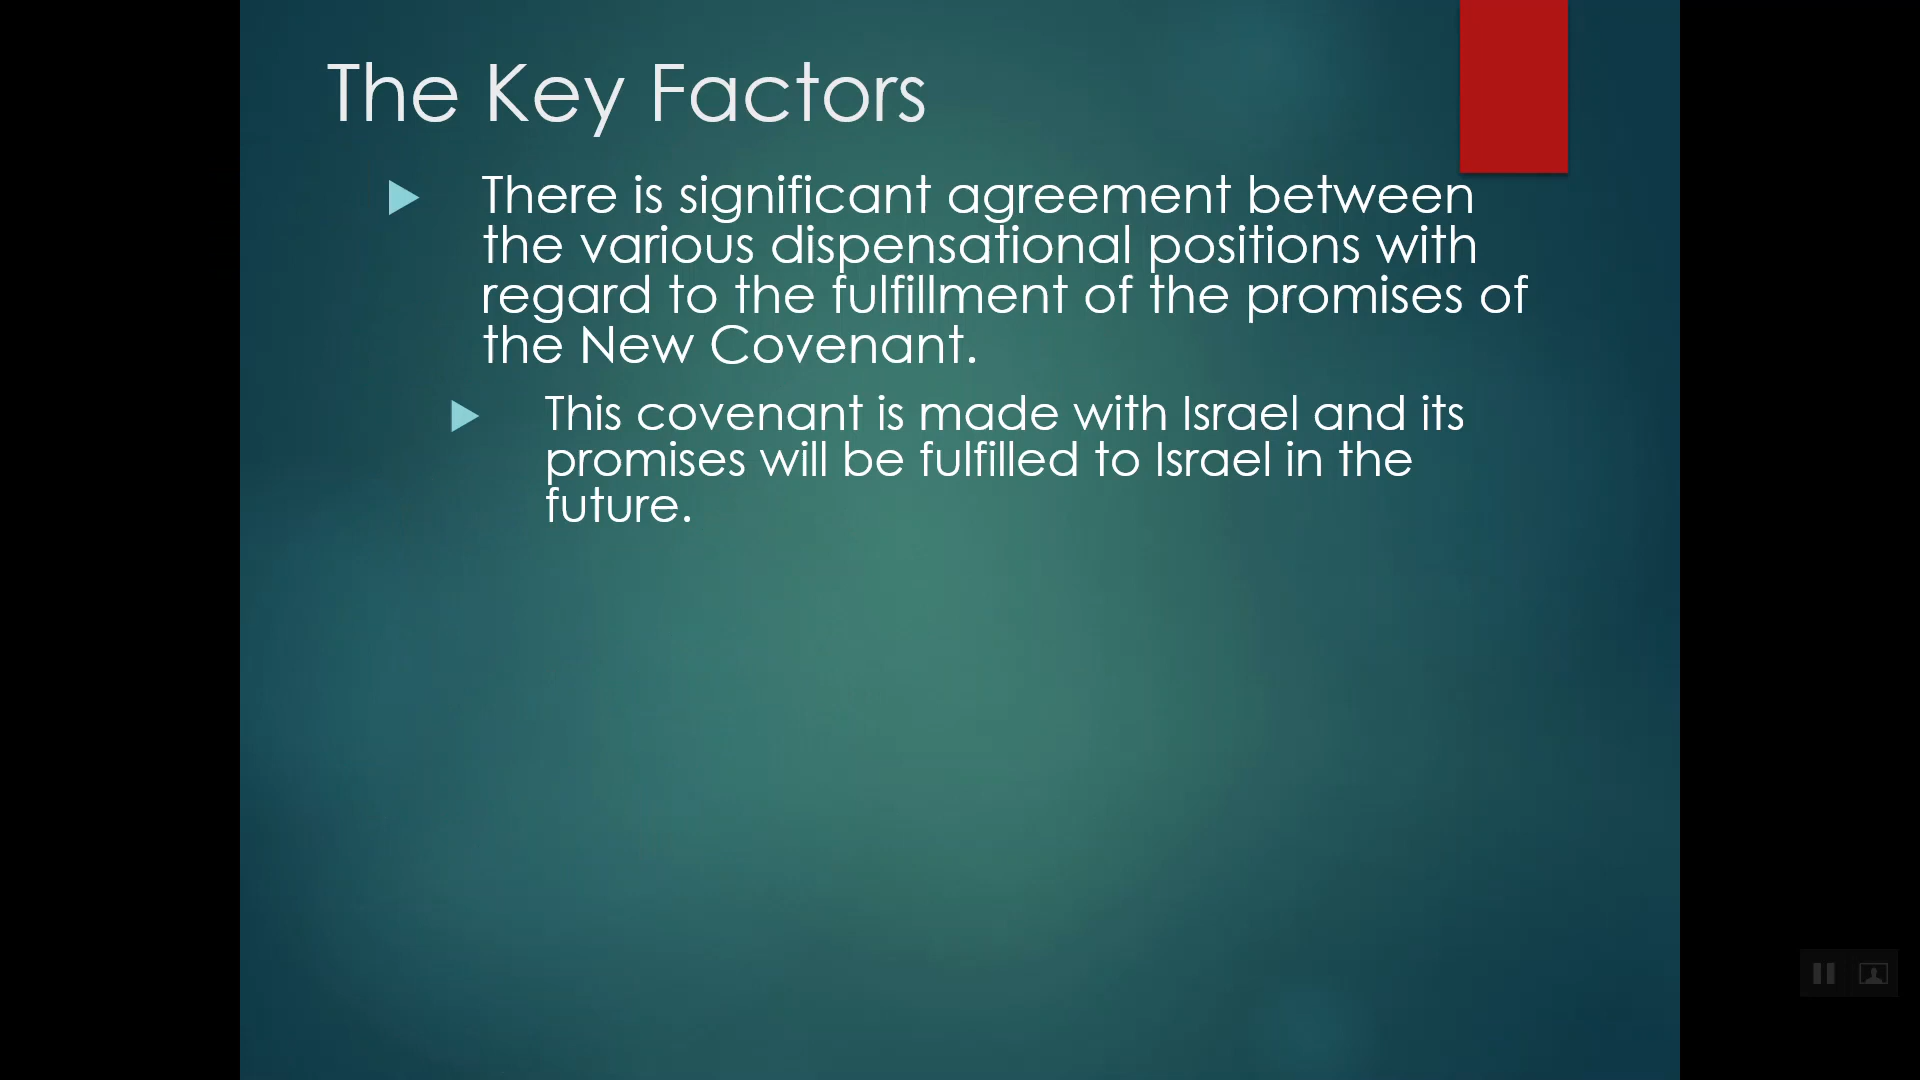 The Key Factors
There is significant agreement between
the various dispensational positions with
regard to the fulfillment of the promises of
the New Covenant.
This covenant is made with Israel and its
promises will be fulfilled to Israel in the
future.